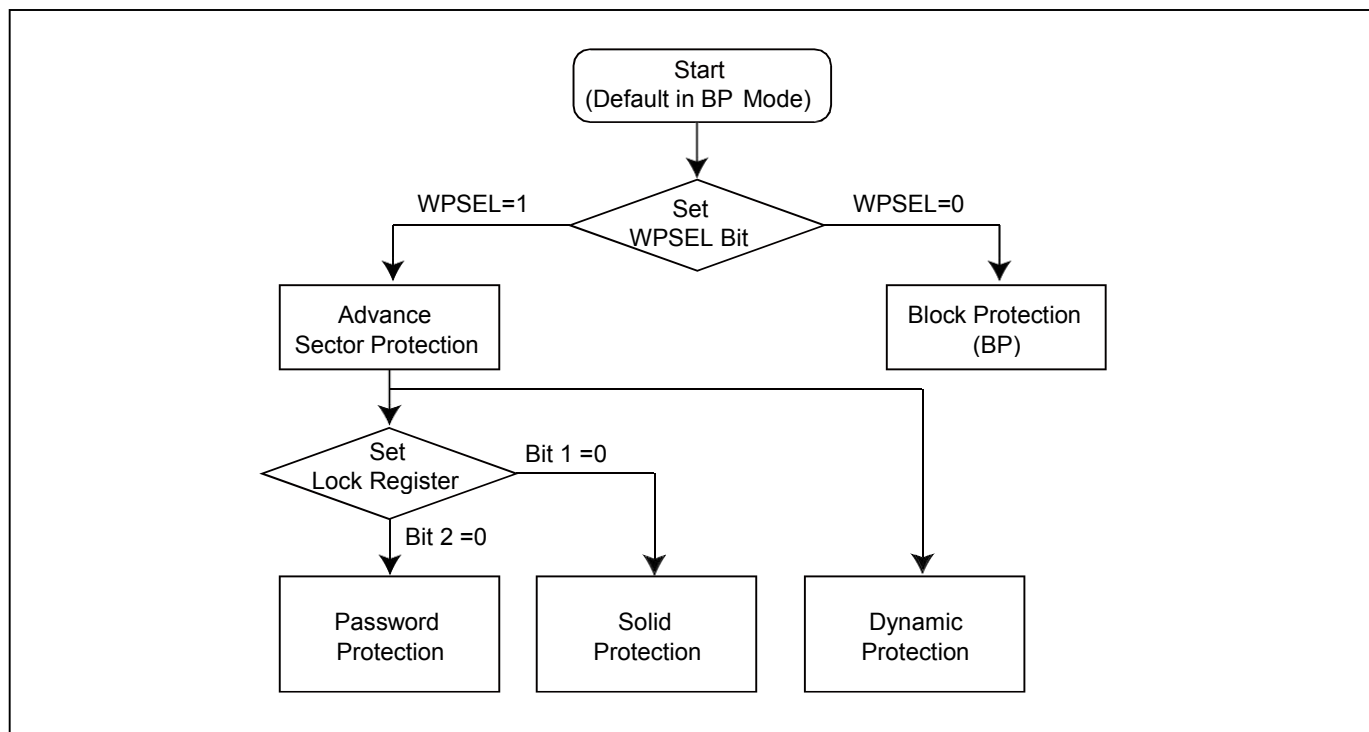 Start
(Default in BP Mode)
WPSEL=1
Set
WPSEL Bit
WPSEL=0
Advance
Sector Protection
Block Protection
(BP)
Set
Lock Register
Bit 1 =0
Bit 2 =0
Password
Protection
Solid
Protection
Dynamic
Protection